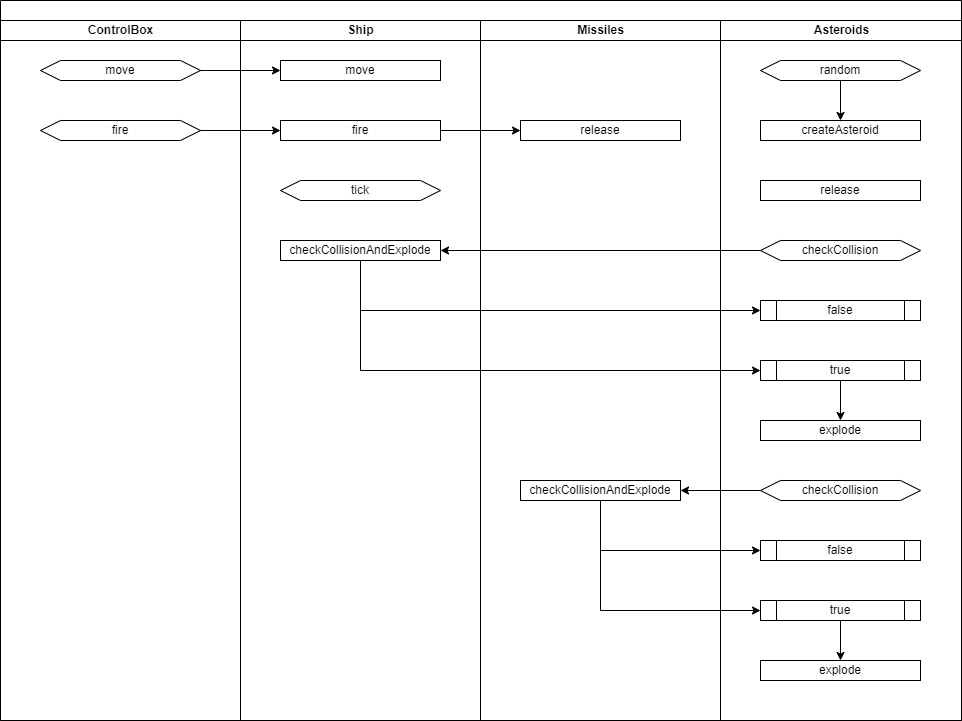 ControlBox Ship Missiles Asteroids
move move random
fire fire release createAsteroid
tick release
checkCollisionAndExplode checkCollision
false
true
explode
checkCollisionAndExplode checkCollision
false
true
explode